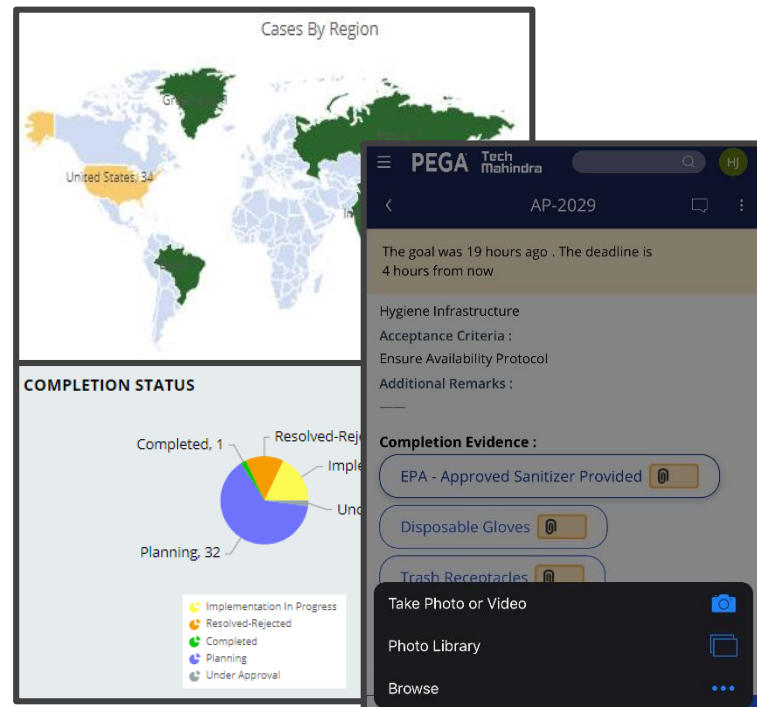 Cases By Region
United States, 34
COMPLETION STATUS
Completed, 1
Resolved-Reje
Imple
Und
Planning, 32
Implementation In Progress
Resolved-Rejected
Completed
Planning
Under Approval
PEGA Tech Mahindra
HJ
AP-2029
The goal was 19 hours ago . The deadline is
4 hours from now
Hygiene Infrastructure
Acceptance Criteria :
Ensure Availability Protocol
Additional Remarks :
Completion Evidence :
EPA - Approved Sanitizer Provided
Disposable Gloves
Trash Receptacles
Take Photo or Video
Photo Library
Browse